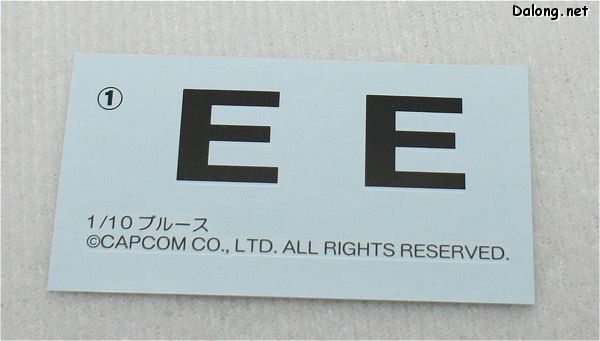 Dalong.net
① E E
1/10 ブルース
©CAPCOM CO., LTD. ALL RIGHTS RESERVED.